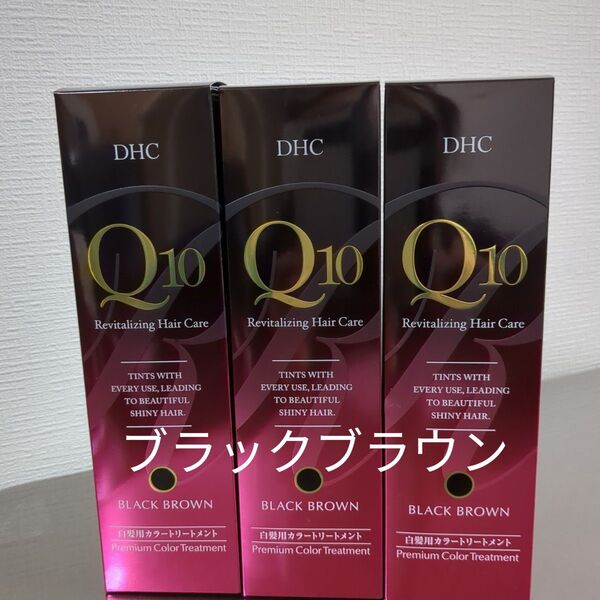 DHC
Q10
Revitalizing Hair Care
TINTS WITH
EVERY USE, LEADING
TO BEAUTIFUL
SHINY HAIR.
BLACK BROWN
白髪用カラートリートメント
Premium Color Treatment
DHC
Q10
Revitalizing Hair Care
TINTS WITH
EVERY USE, LEADING
TO BEAUTIFUL
SHINY HAIR.
BLACK BROWN
白髪用カラートリートメント
Premium Color Treatment
DHC
Q10
Revitalizing Hair Care
TINTS WITH
EVERY USE, LEADING
TO BEAUTIFUL
SHINY HAIR.
BLACK BROWN
白髪用カラートリートメント
Premium Color Treatment
ブラックブラウン